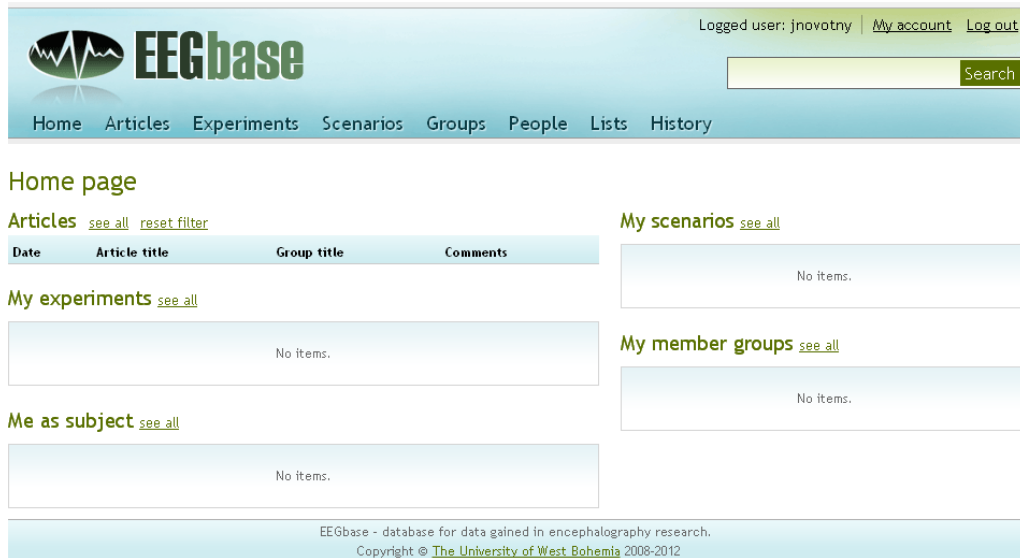 Logged user: jnovotny My account Log out
EEGbase
Search
Home Articles Experiments Scenarios Groups People Lists History
Home page
Articles see all reset filter
Date Article title Group title Comments
My experiments see all
No items.
Me as subject see all
No items.
My scenarios see all
No items.
My member groups see all
No items.
EEGbase - database for data gained in encephalography research.
Copyright © The University of West Bohemia 2008-2012